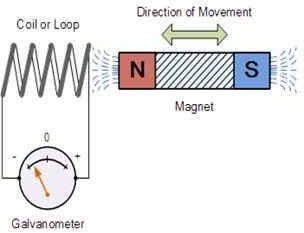 Direction of Movement
Coil or Loop
N
S
Magnet
0
- +
Galvanometer